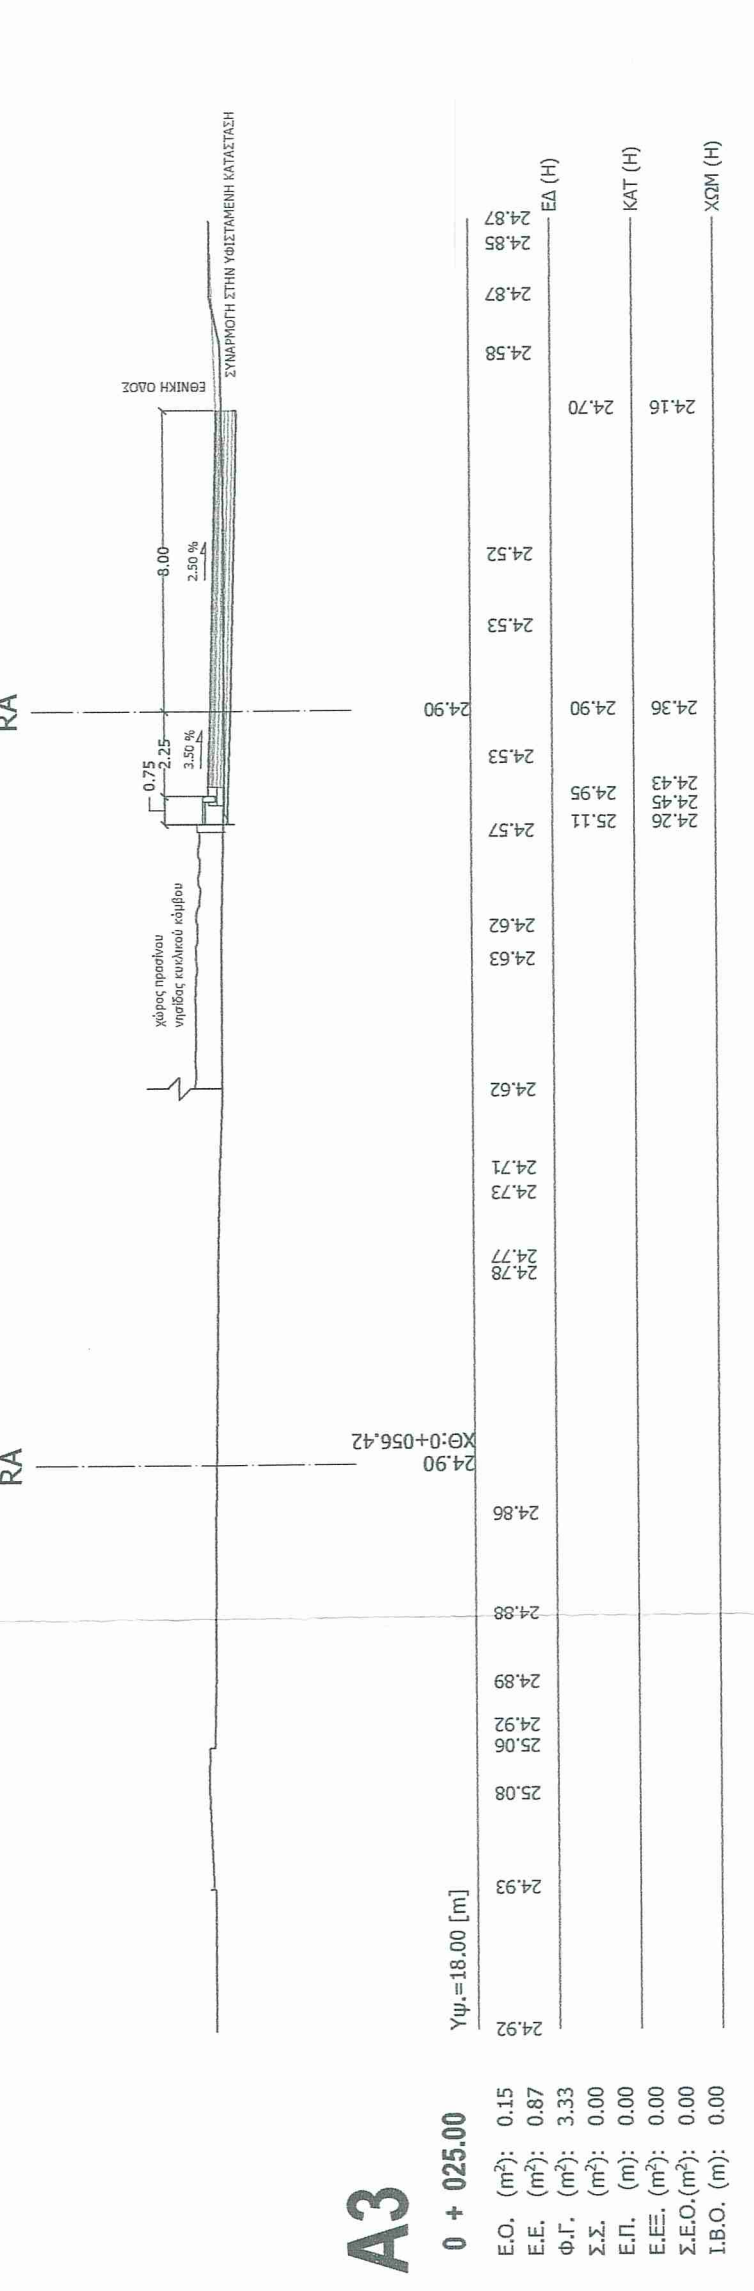 A3
0 + 025.00
Ε.Ο. (m²): 0.15
Ε.Ε. (m²): 0.87
Φ.Γ. (m²): 3.33
Σ.Σ. (m²): 0.00
Ε.Π. (m): 0.00
Ε.ΕΞ. (m²): 0.00
Σ.Ε.Ο.(m²): 0.00
Ι.Β.Ο. (m): 0.00
RA
RA
χώρος πρασίνου
νησίδας κυκλικού κόμβου
0.75
2.25
8.00
3.50 %
2.50 %
ΕΘΝΙΚΗ ΟΔΟΣ
ΣΥΝΑΡΜΟΓΗ ΣΤΗΝ ΥΦΙΣΤΑΜΕΝΗ ΚΑΤΑΣΤΑΣΗ
Υψ.=18.00 [m]
ΧΘ:0+056.42
24.90
24.90
24.92
24.93
25.08
25.06
24.92
24.89
24.88
24.86
24.78
24.77
24.73
24.71
24.62
24.63
24.62
24.57
24.53
24.53
24.52
24.58
24.87
24.85
24.87
ΕΔ (Η)
25.11
24.95
24.90
24.70
ΚΑΤ (Η)
24.26
24.45
24.43
24.36
24.16
ΧΩΜ (Η)